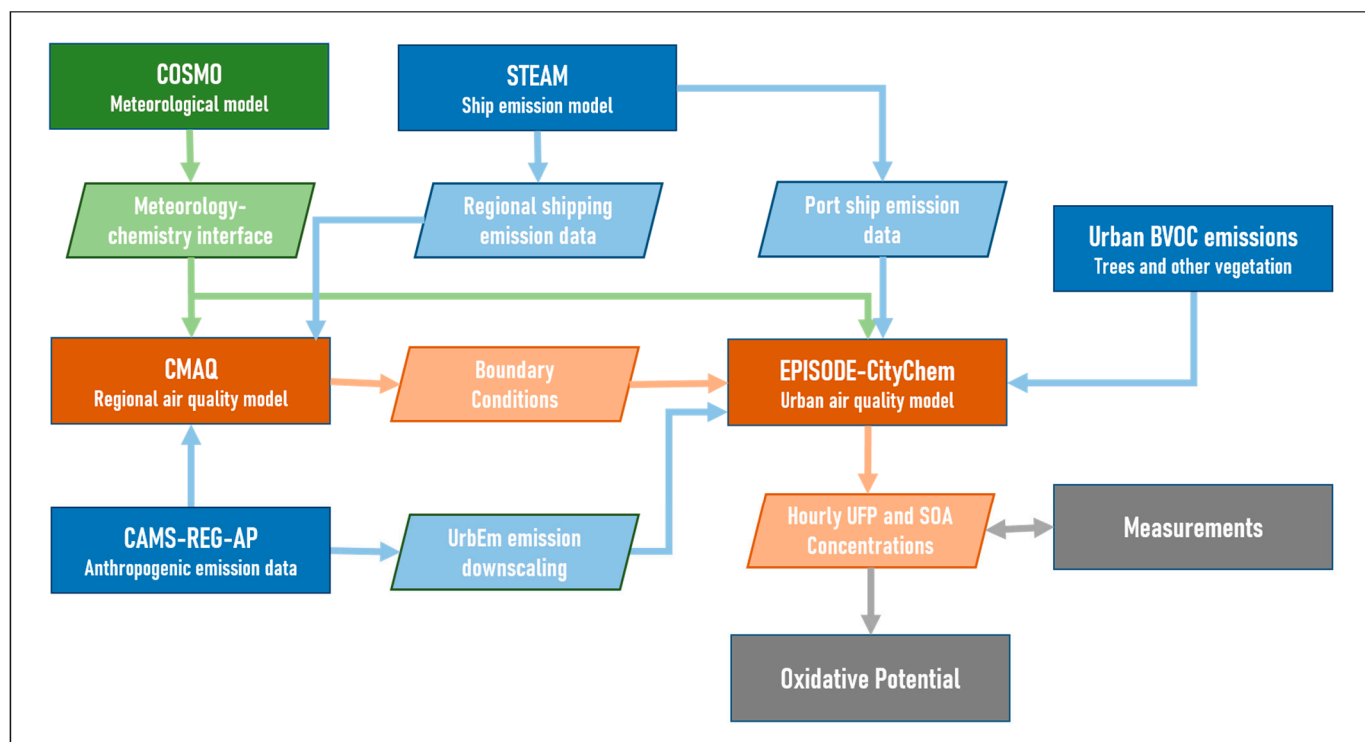 COSMO
Meteorological model
STEAM
Ship emission model
Meteorology-
chemistry interface
Regional shipping
emission data
Port ship emission
data
Urban BVOC emissions
Trees and other vegetation
CMAQ
Regional air quality model
Boundary
Conditions
EPISODE-CityChem
Urban air quality model
CAMS-REG-AP
Anthropogenic emission data
UrbEm emission
downscaling
Hourly UFP and SOA
Concentrations
Measurements
Oxidative Potential